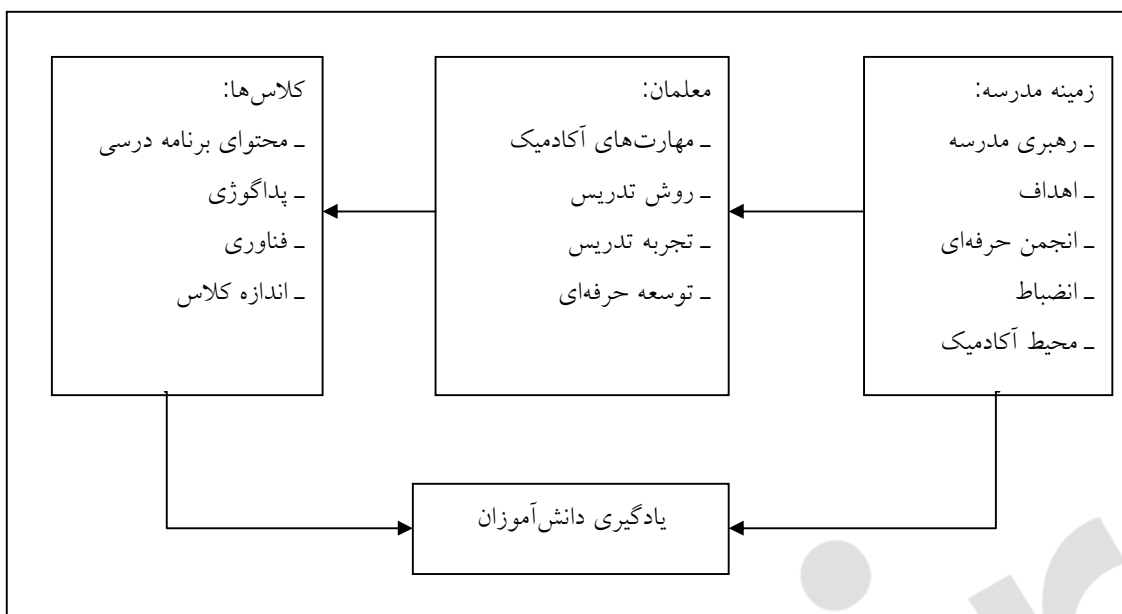 زمینه مدرسه:
ـ رهبری مدرسه
ـ اهداف
ـ انجمن حرفه‌ای
ـ انضباط
ـ محیط آکادمیک
معلمان:
ـ مهارت‌های آکادمیک
ـ روش تدریس
ـ تجربه تدریس
ـ توسعه حرفه‌ای
کلاس‌ها:
ـ محتوای برنامه درسی
ـ پداگوژی
ـ فناوری
ـ اندازه کلاس
یادگیری دانش‌آموزان